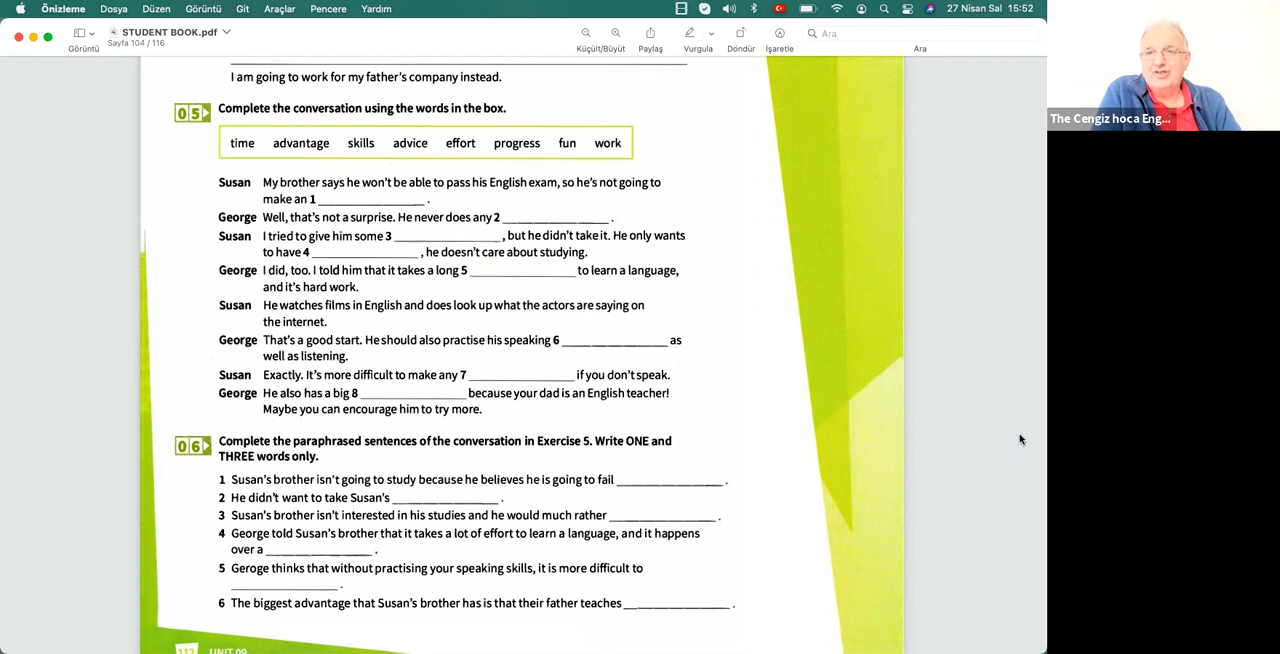 Önizleme Dosya Düzen Görüntü Git Araçlar Pencere Yardım 27 Nisan Sal 15:52
STUDENT BOOK.pdf
Sayfa 104 / 116
Görüntü Küçült/Büyüt Paylaş Vurgula Döndür İşaretle Ara Ara
The Cengiz hoca Eng...
I am going to work for my father's company instead.
05 Complete the conversation using the words in the box.
time advantage skills advice effort progress fun work
Susan My brother says he won't be able to pass his English exam, so he's not going to
make an 1 ________________ .
George Well, that's not a surprise. He never does any 2 ________________ .
Susan I tried to give him some 3 ________________ , but he didn't take it. He only wants
to have 4 ________________ , he doesn't care about studying.
George I did, too. I told him that it takes a long 5 ________________ to learn a language,
and it's hard work.
Susan He watches films in English and does look up what the actors are saying on
the internet.
George That's a good start. He should also practise his speaking 6 ________________ as
well as listening.
Susan Exactly. It's more difficult to make any 7 ________________ if you don't speak.
George He also has a big 8 ________________ because your dad is an English teacher!
Maybe you can encourage him to try more.
06 Complete the paraphrased sentences of the conversation in Exercise 5. Write ONE and
THREE words only.
1 Susan's brother isn't going to study because he believes he is going to fail ________________ .
2 He didn't want to take Susan's ________________ .
3 Susan's brother isn't interested in his studies and he would much rather ________________ .
4 George told Susan's brother that it takes a lot of effort to learn a language, and it happens
over a ________________ .
5 Geroge thinks that without practising your speaking skills, it is more difficult to
________________ .
6 The biggest advantage that Susan's brother has is that their father teaches ________________ .
112 UNIT 09